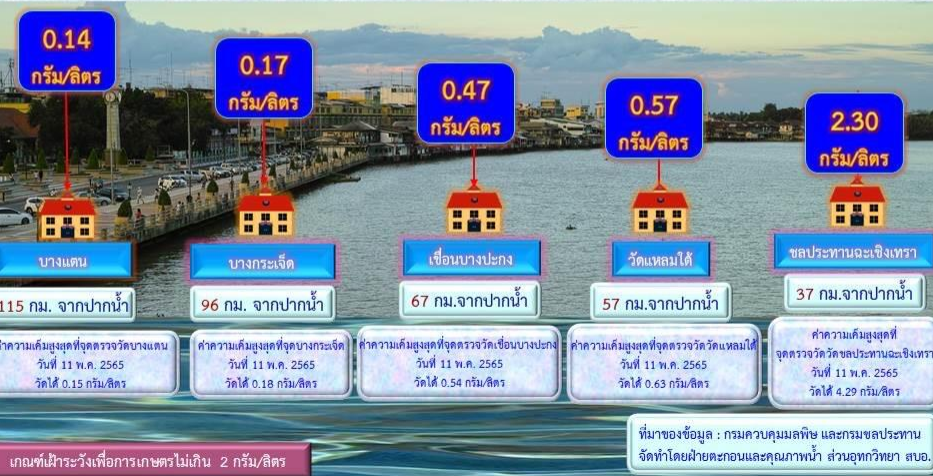 0.14
กรัม/ลิตร
0.17
กรัม/ลิตร
0.47
กรัม/ลิตร
0.57
กรัม/ลิตร
2.30
กรัม/ลิตร
บางแตน
บางกระเจ็ด
เขื่อนบางปะกง
วัดแหลมใต้
ชลประทานฉะเชิงเทรา
115 กม. จากปากน้ำ
96 กม. จากปากน้ำ
67 กม.จากปากน้ำ
57 กม.จากปากน้ำ
37 กม.จากปากน้ำ
ค่าความเค็มสูงสุดที่จุดตรวจวัดบางแตน
วันที่ 11 พ.ค. 2565
วัดได้ 0.15 กรัม/ลิตร
ค่าความเค็มสูงสุดที่จุดบางกระเจ็ด
วันที่ 11 พ.ค. 2565
วัดได้ 0.18 กรัม/ลิตร
ค่าความเค็มสูงสุดที่จุดตรวจวัดเขื่อนบางปะกง
วันที่ 11 พ.ค. 2565
วัดได้ 0.54 กรัม/ลิตร
ค่าความเค็มสูงสุดที่จุดตรวจวัดวัดแหลมใต้
วันที่ 11 พ.ค. 2565
วัดได้ 0.63 กรัม/ลิตร
ค่าความเค็มสูงสุดที่
จุดตรวจวัดวัดชลประทานฉะเชิงเทรา
วันที่ 11 พ.ค. 2565
วัดได้ 4.29 กรัม/ลิตร
เกณฑ์เฝ้าระวังเพื่อการเกษตรไม่เกิน 2 กรัม/ลิตร
ที่มาของข้อมูล : กรมควบคุมมลพิษ และกรมชลประทาน
จัดทำโดยฝ่ายตะกอนและคุณภาพน้ำ ส่วนอุทกวิทยา สบอ.